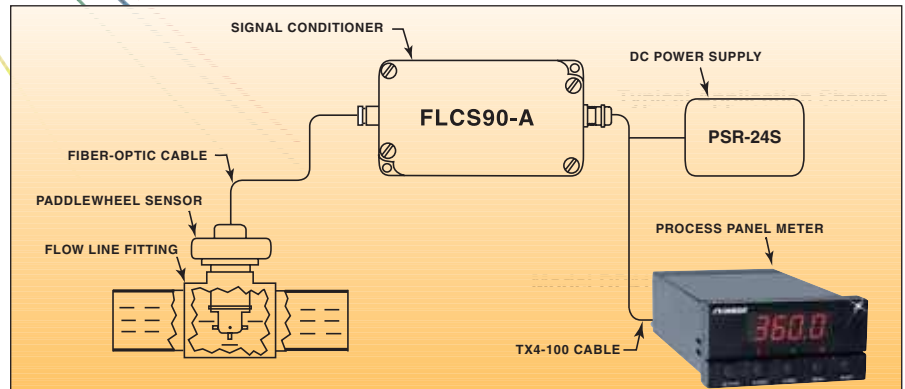 SIGNAL CONDITIONER
DC POWER SUPPLY
FLCS90-A
PSR-24S
FIBER-OPTIC CABLE
PADDLEWHEEL SENSOR
PROCESS PANEL METER
FLOW LINE FITTING
360.0
TX4-100 CABLE